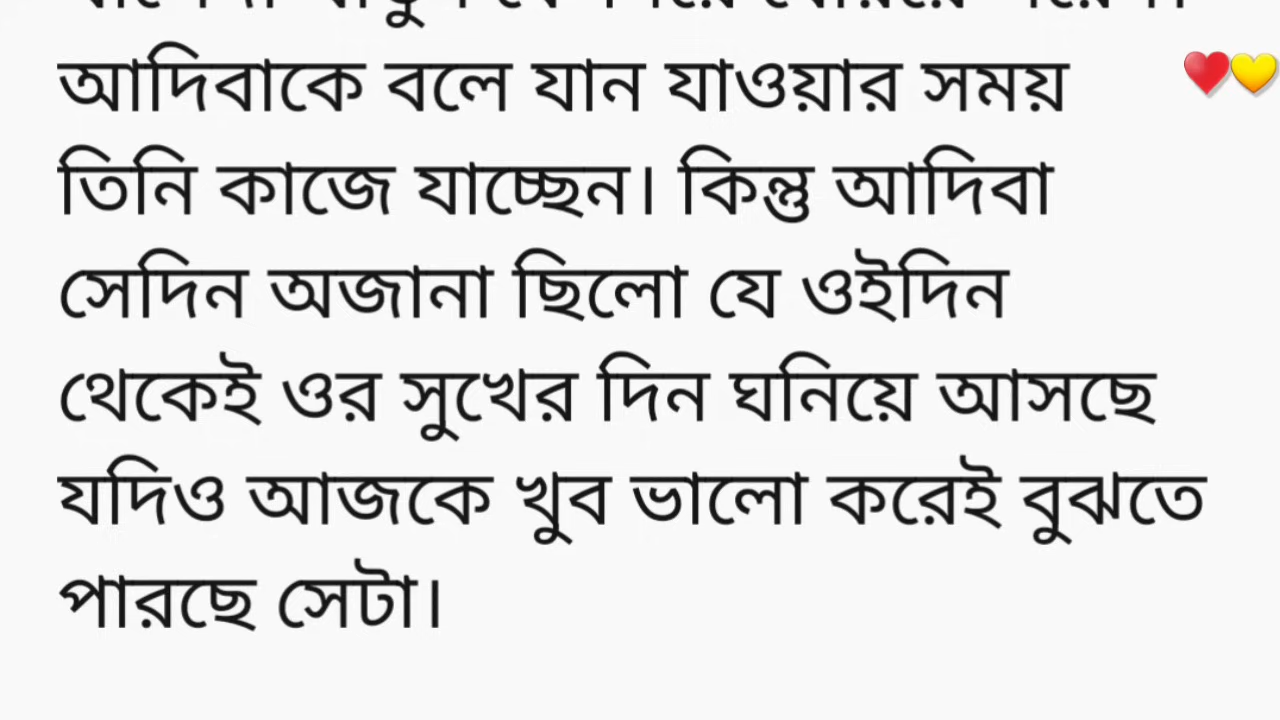 আদিবাকে বলে যান যাওয়ার সময়
তিনি কাজে যাচ্ছেন। কিন্তু আদিবা
সেদিন অজানা ছিলো যে ওইদিন
থেকেই ওর সুখের দিন ঘনিয়ে আসছে
যদিও আজকে খুব ভালো করেই বুঝতে
পারছে সেটা।